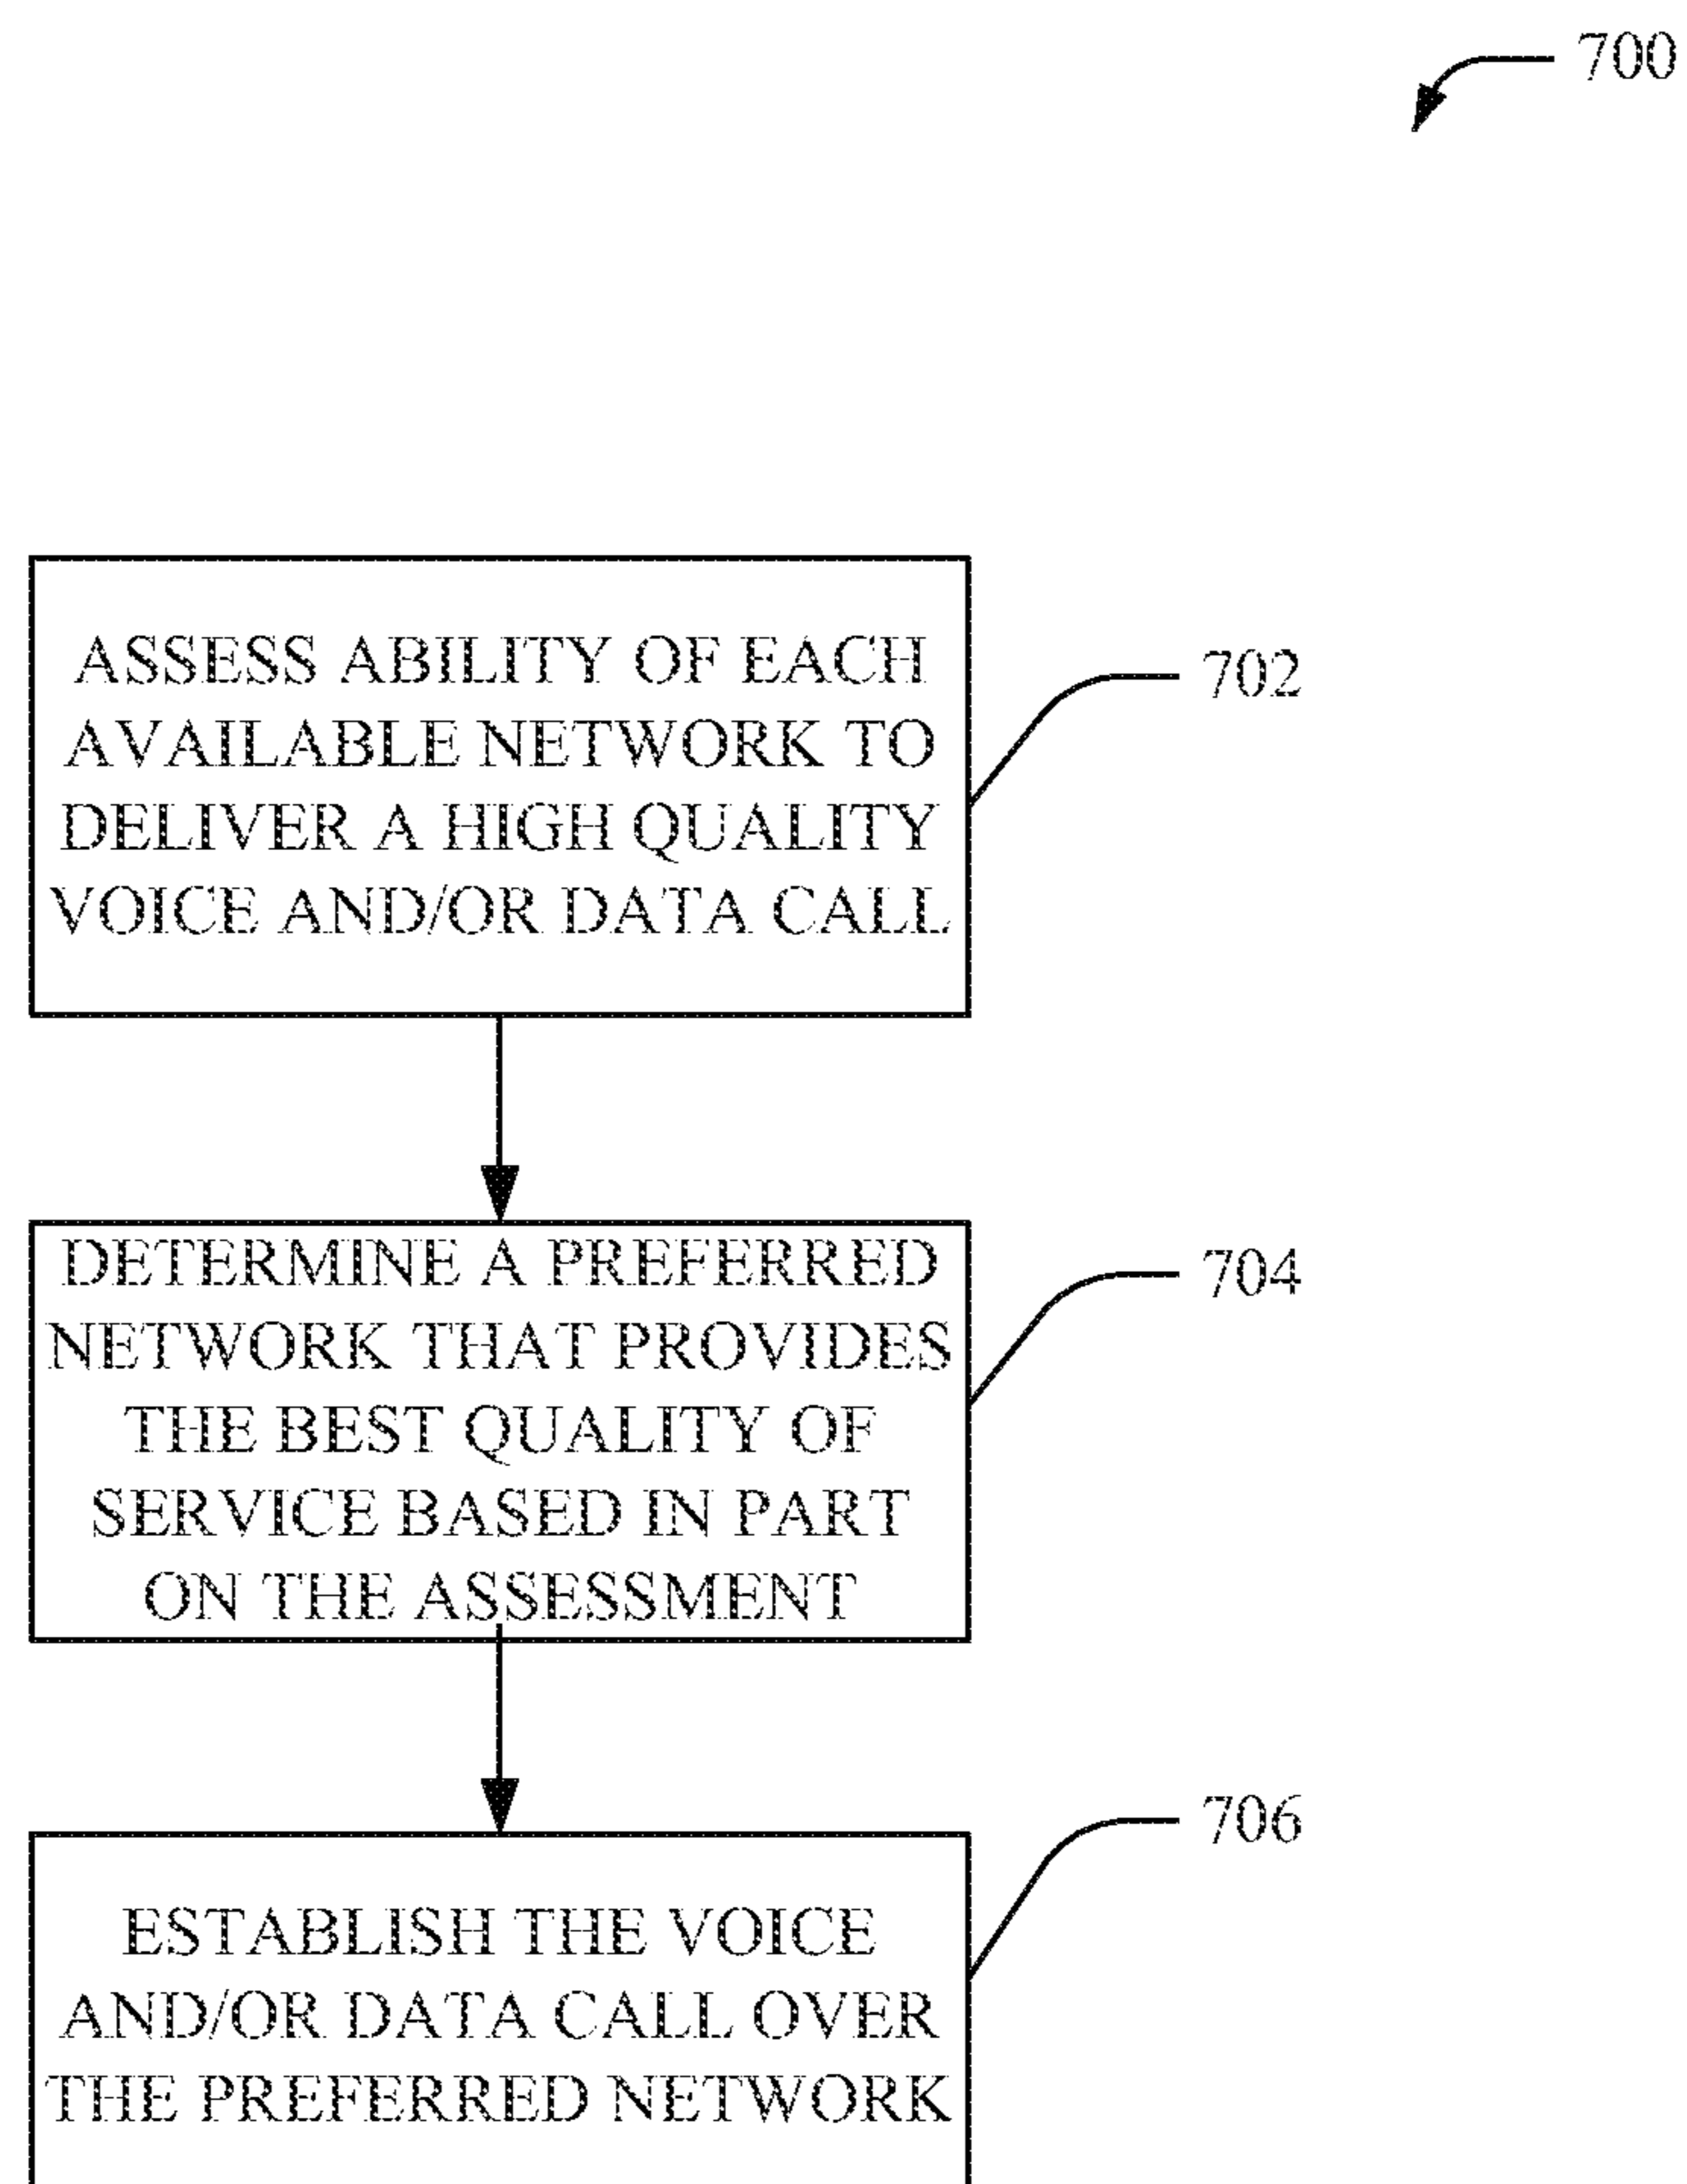 700
ASSESS ABILITY OF EACH
AVAILABLE NETWORK TO
DELIVER A HIGH QUALITY
VOICE AND/OR DATA CALL
702
DETERMINE A PREFERRED
NETWORK THAT PROVIDES
THE BEST QUALITY OF
SERVICE BASED IN PART
ON THE ASSESSMENT
704
ESTABLISH THE VOICE
AND/OR DATA CALL OVER
THE PREFERRED NETWORK
706